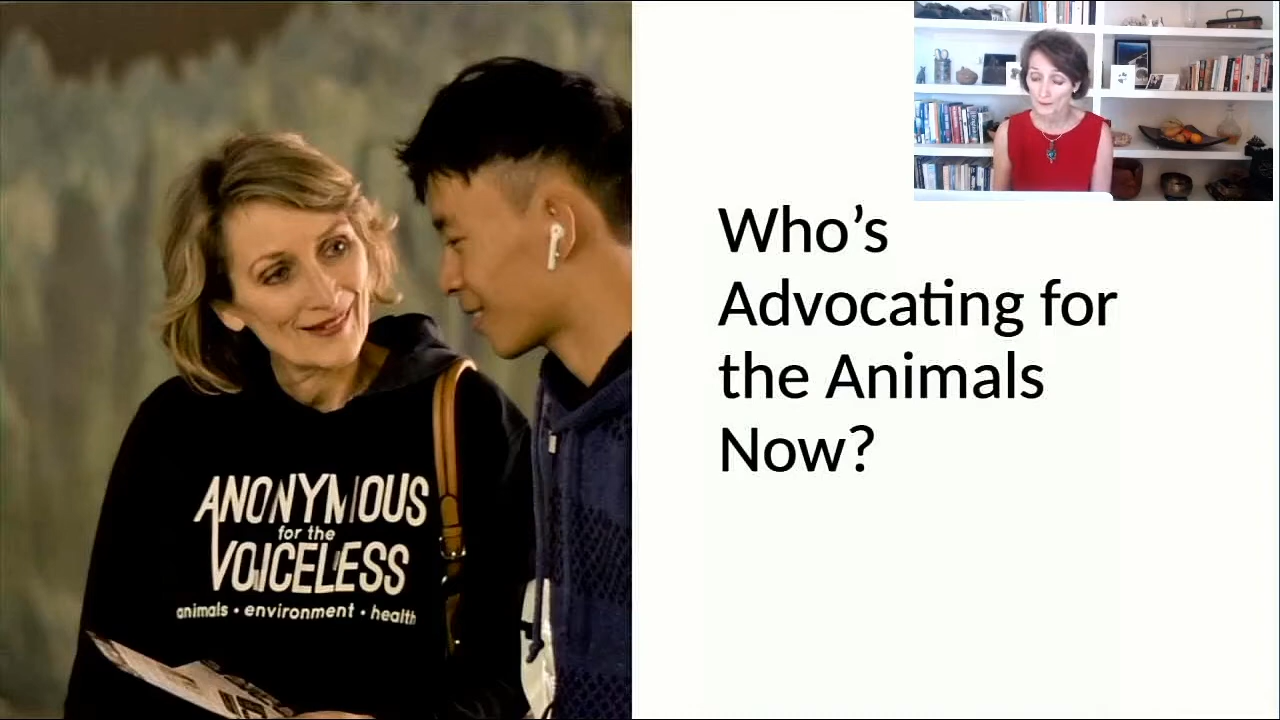 Who’s
Advocating for
the Animals
Now?
ANONYMOUS
for the
VOICELESS
animals • environment • health